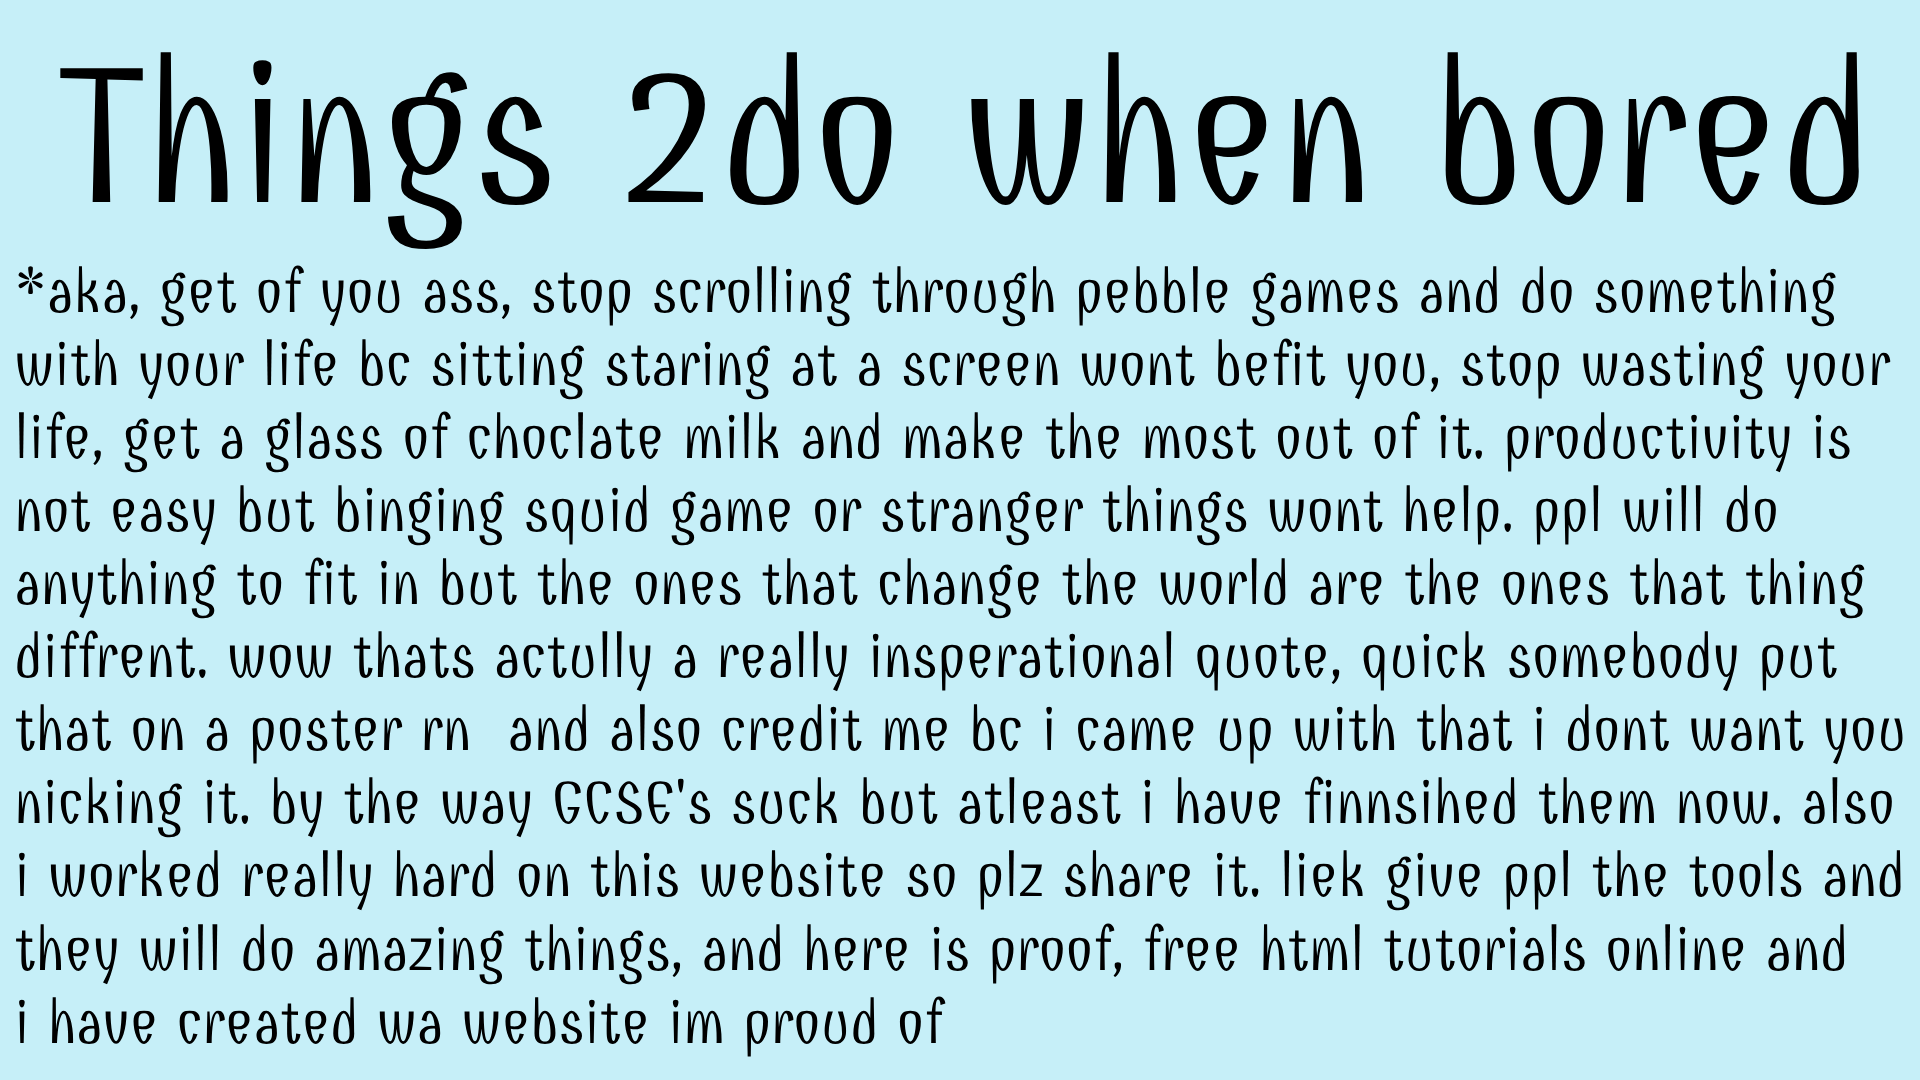 Things 2do when bored
*aka, get of you ass, stop scrolling through pebble games and do something
with your life bc sitting staring at a screen wont befit you, stop wasting your
life, get a glass of choclate milk and make the most out of it. productivity is
not easy but binging squid game or stranger things wont help. ppl will do
anything to fit in but the ones that change the world are the ones that thing
diffrent. wow thats actully a really insperational quote, quick somebody put
that on a poster rn  and also credit me bc i came up with that i dont want you
nicking it. by the way GCSE's suck but atleast i have finnsihed them now. also
i worked really hard on this website so plz share it. liek give ppl the tools and
they will do amazing things, and here is proof, free html tutorials online and
i have created wa website im proud of